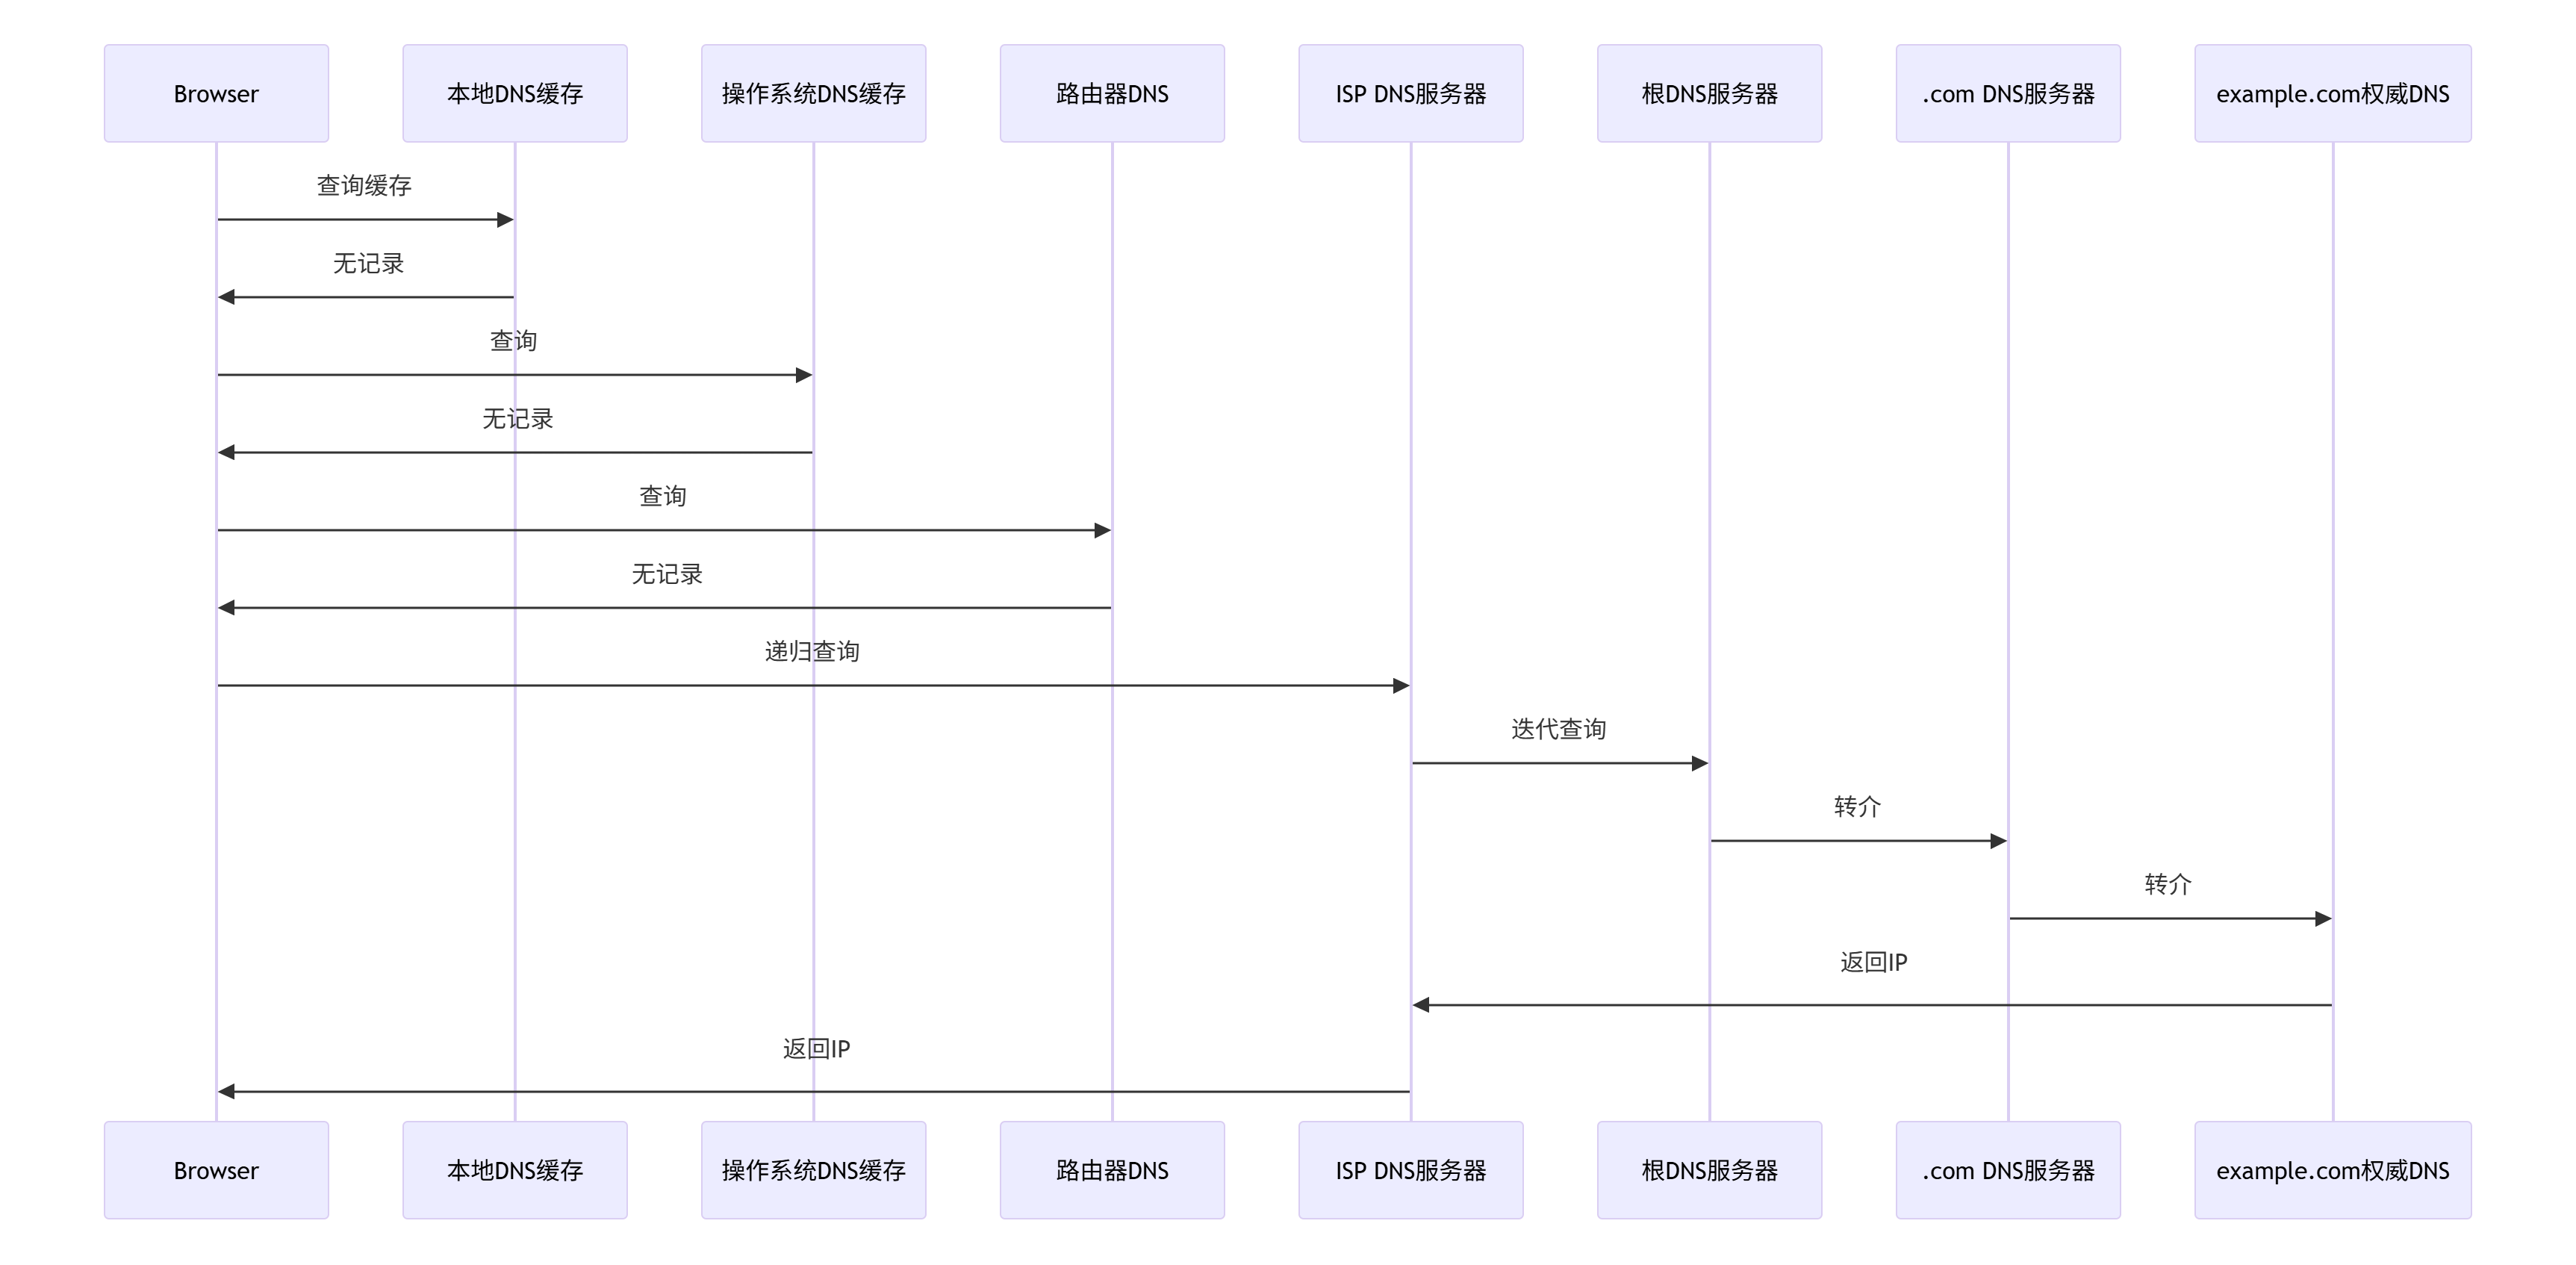 Browser
本地DNS缓存
操作系统DNS缓存
路由器DNS
ISP DNS服务器
根DNS服务器
.com DNS服务器
example.com权威DNS
查询缓存
无记录
查询
无记录
查询
无记录
递归查询
迭代查询
转介
转介
返回IP
返回IP
Browser
本地DNS缓存
操作系统DNS缓存
路由器DNS
ISP DNS服务器
根DNS服务器
.com DNS服务器
example.com权威DNS